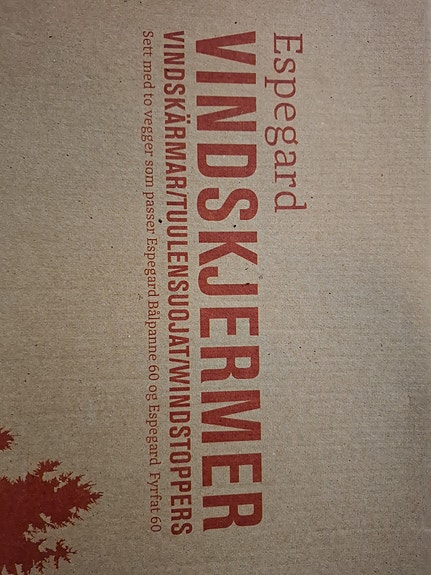 Espegard
VINDSKJERMER
VINDSKÄRMAR/TUULENSUOJAT/WINDSTOPPERS
Sett med to vegger som passer Espegard Bålpanne 60 og Espegard Fyrfat 60